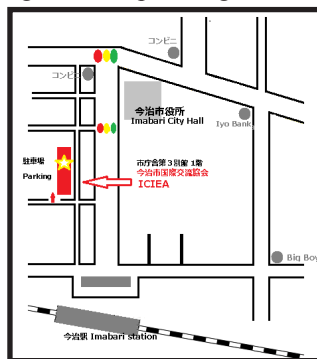 コンビニ
コンビニ
今治市役所
Imabari City Hall
Iyo Bank
駐車場
Parking
市庁舎第3別館 1階
今治市国際交流協会
ICIEA
Big Boy
今治駅 Imabari station